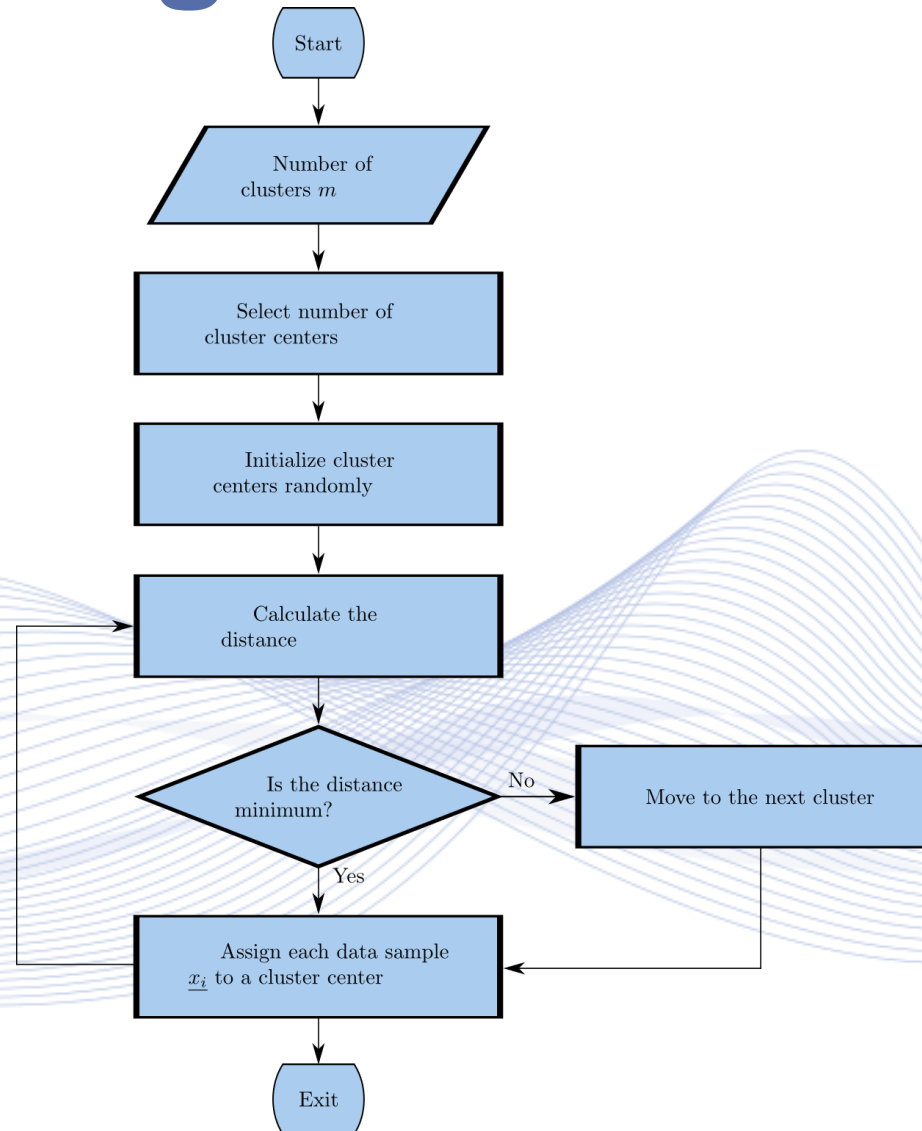 Start
Number of
clusters m
Select number of
cluster centers
Initialize cluster
centers randomly
Calculate the
distance
Is the distance
minimum?
No
Move to the next cluster
Yes
Assign each data sample
x_i to a cluster center
Exit